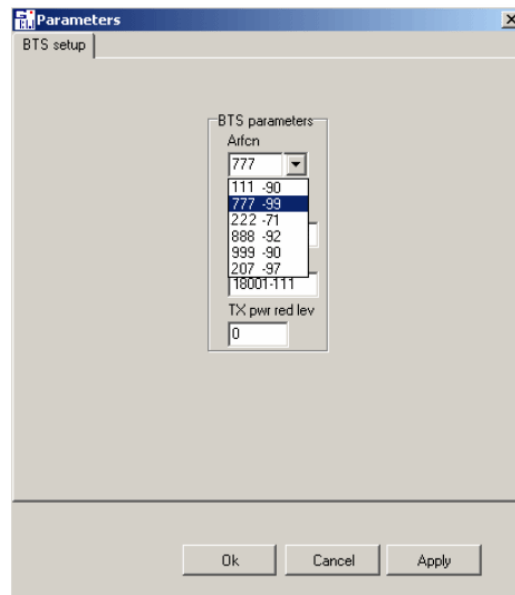 Parameters
BTS setup
BTS parameters
Arfcn
777
111 -90
777 -99
222 -71
888 -92
999 -90
207 -97
18001-111
TX pwr red lev
0
Ok
Cancel
Apply